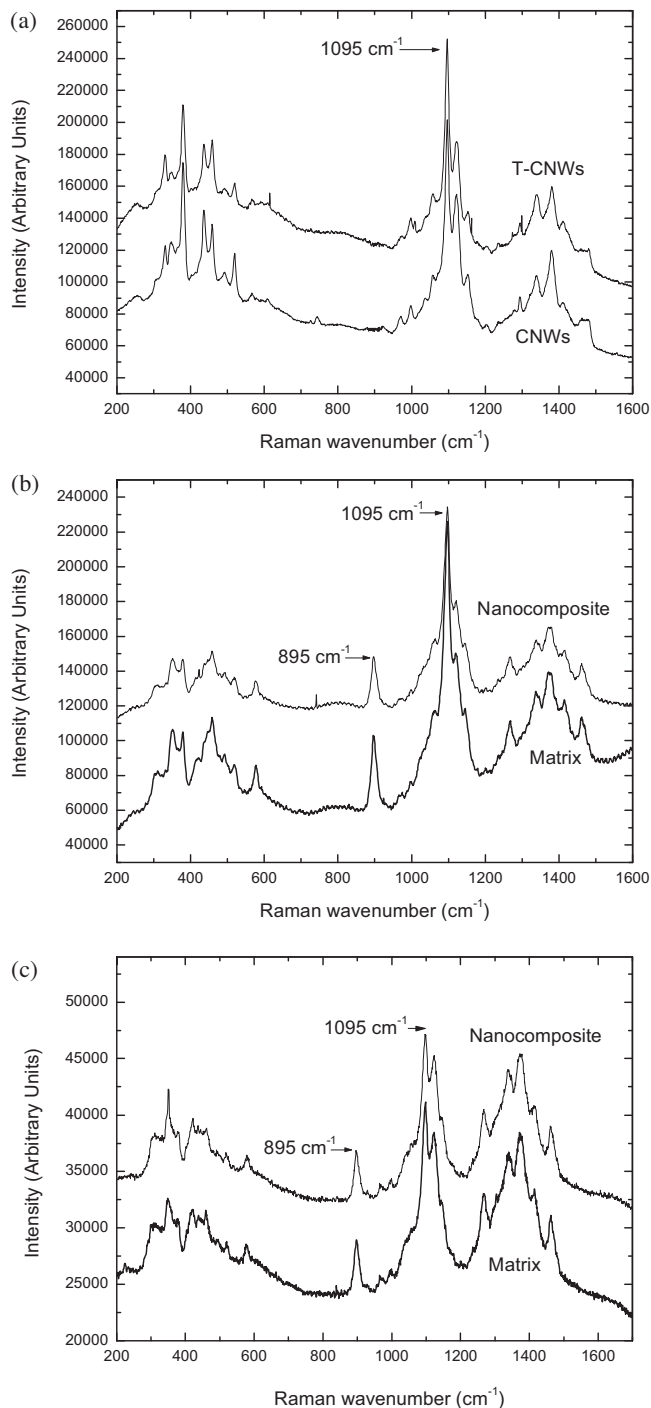 (a)
260000
240000
220000
200000
180000
160000
140000
120000
100000
80000
60000
40000
Intensity (Arbitrary Units)
1095 cm⁻¹
T-CNWs
CNWs
200 400 600 800 1000 1200 1400 1600
Raman wavenumber (cm⁻¹)
(b)
240000
220000
200000
180000
160000
140000
120000
100000
80000
60000
40000
Intensity (Arbitrary Units)
1095 cm⁻¹
895 cm⁻¹
Nanocomposite
Matrix
200 400 600 800 1000 1200 1400 1600
Raman wavenumber (cm⁻¹)
(c)
50000
45000
40000
35000
30000
25000
20000
Intensity (Arbitrary Units)
1095 cm⁻¹
895 cm⁻¹
Nanocomposite
Matrix
200 400 600 800 1000 1200 1400 1600
Raman wavenumber (cm⁻¹)